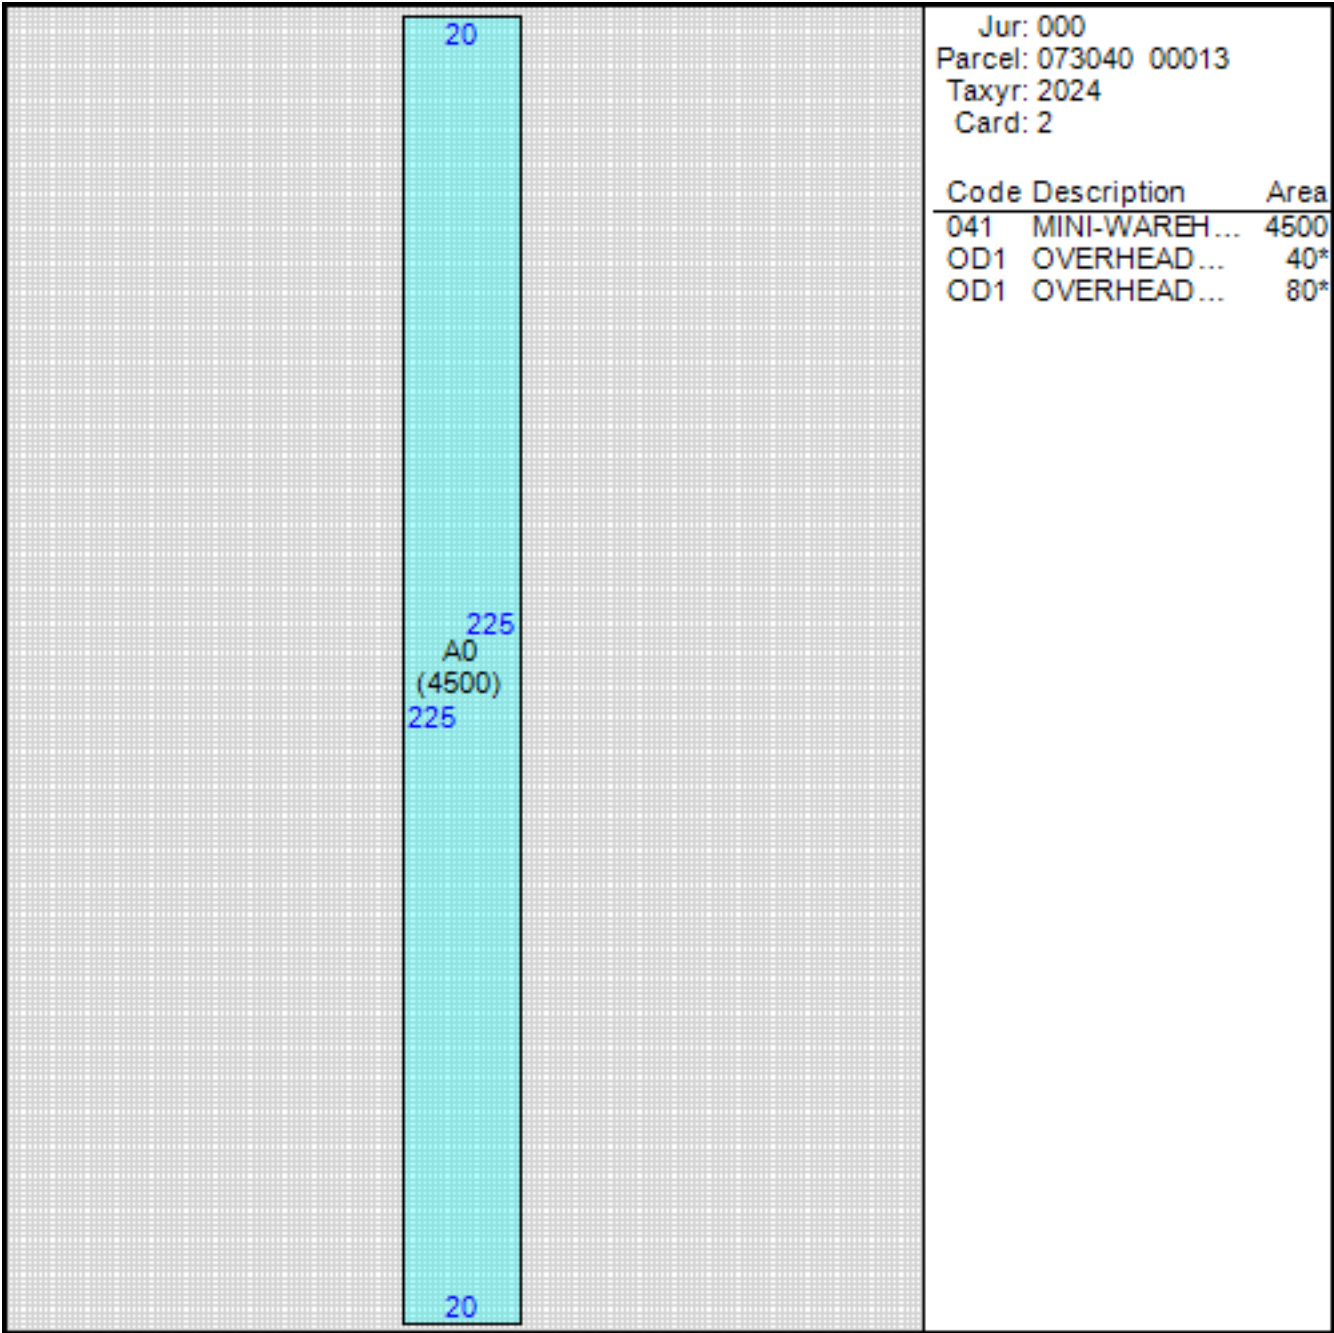 20
225
A0
(4500)
225
20
Jur: 000
Parcel: 073040 00013
Taxyr: 2024
Card: 2
Code Description Area
041 MINI-WAREH... 4500
OD1 OVERHEAD... 40*
OD1 OVERHEAD... 80*